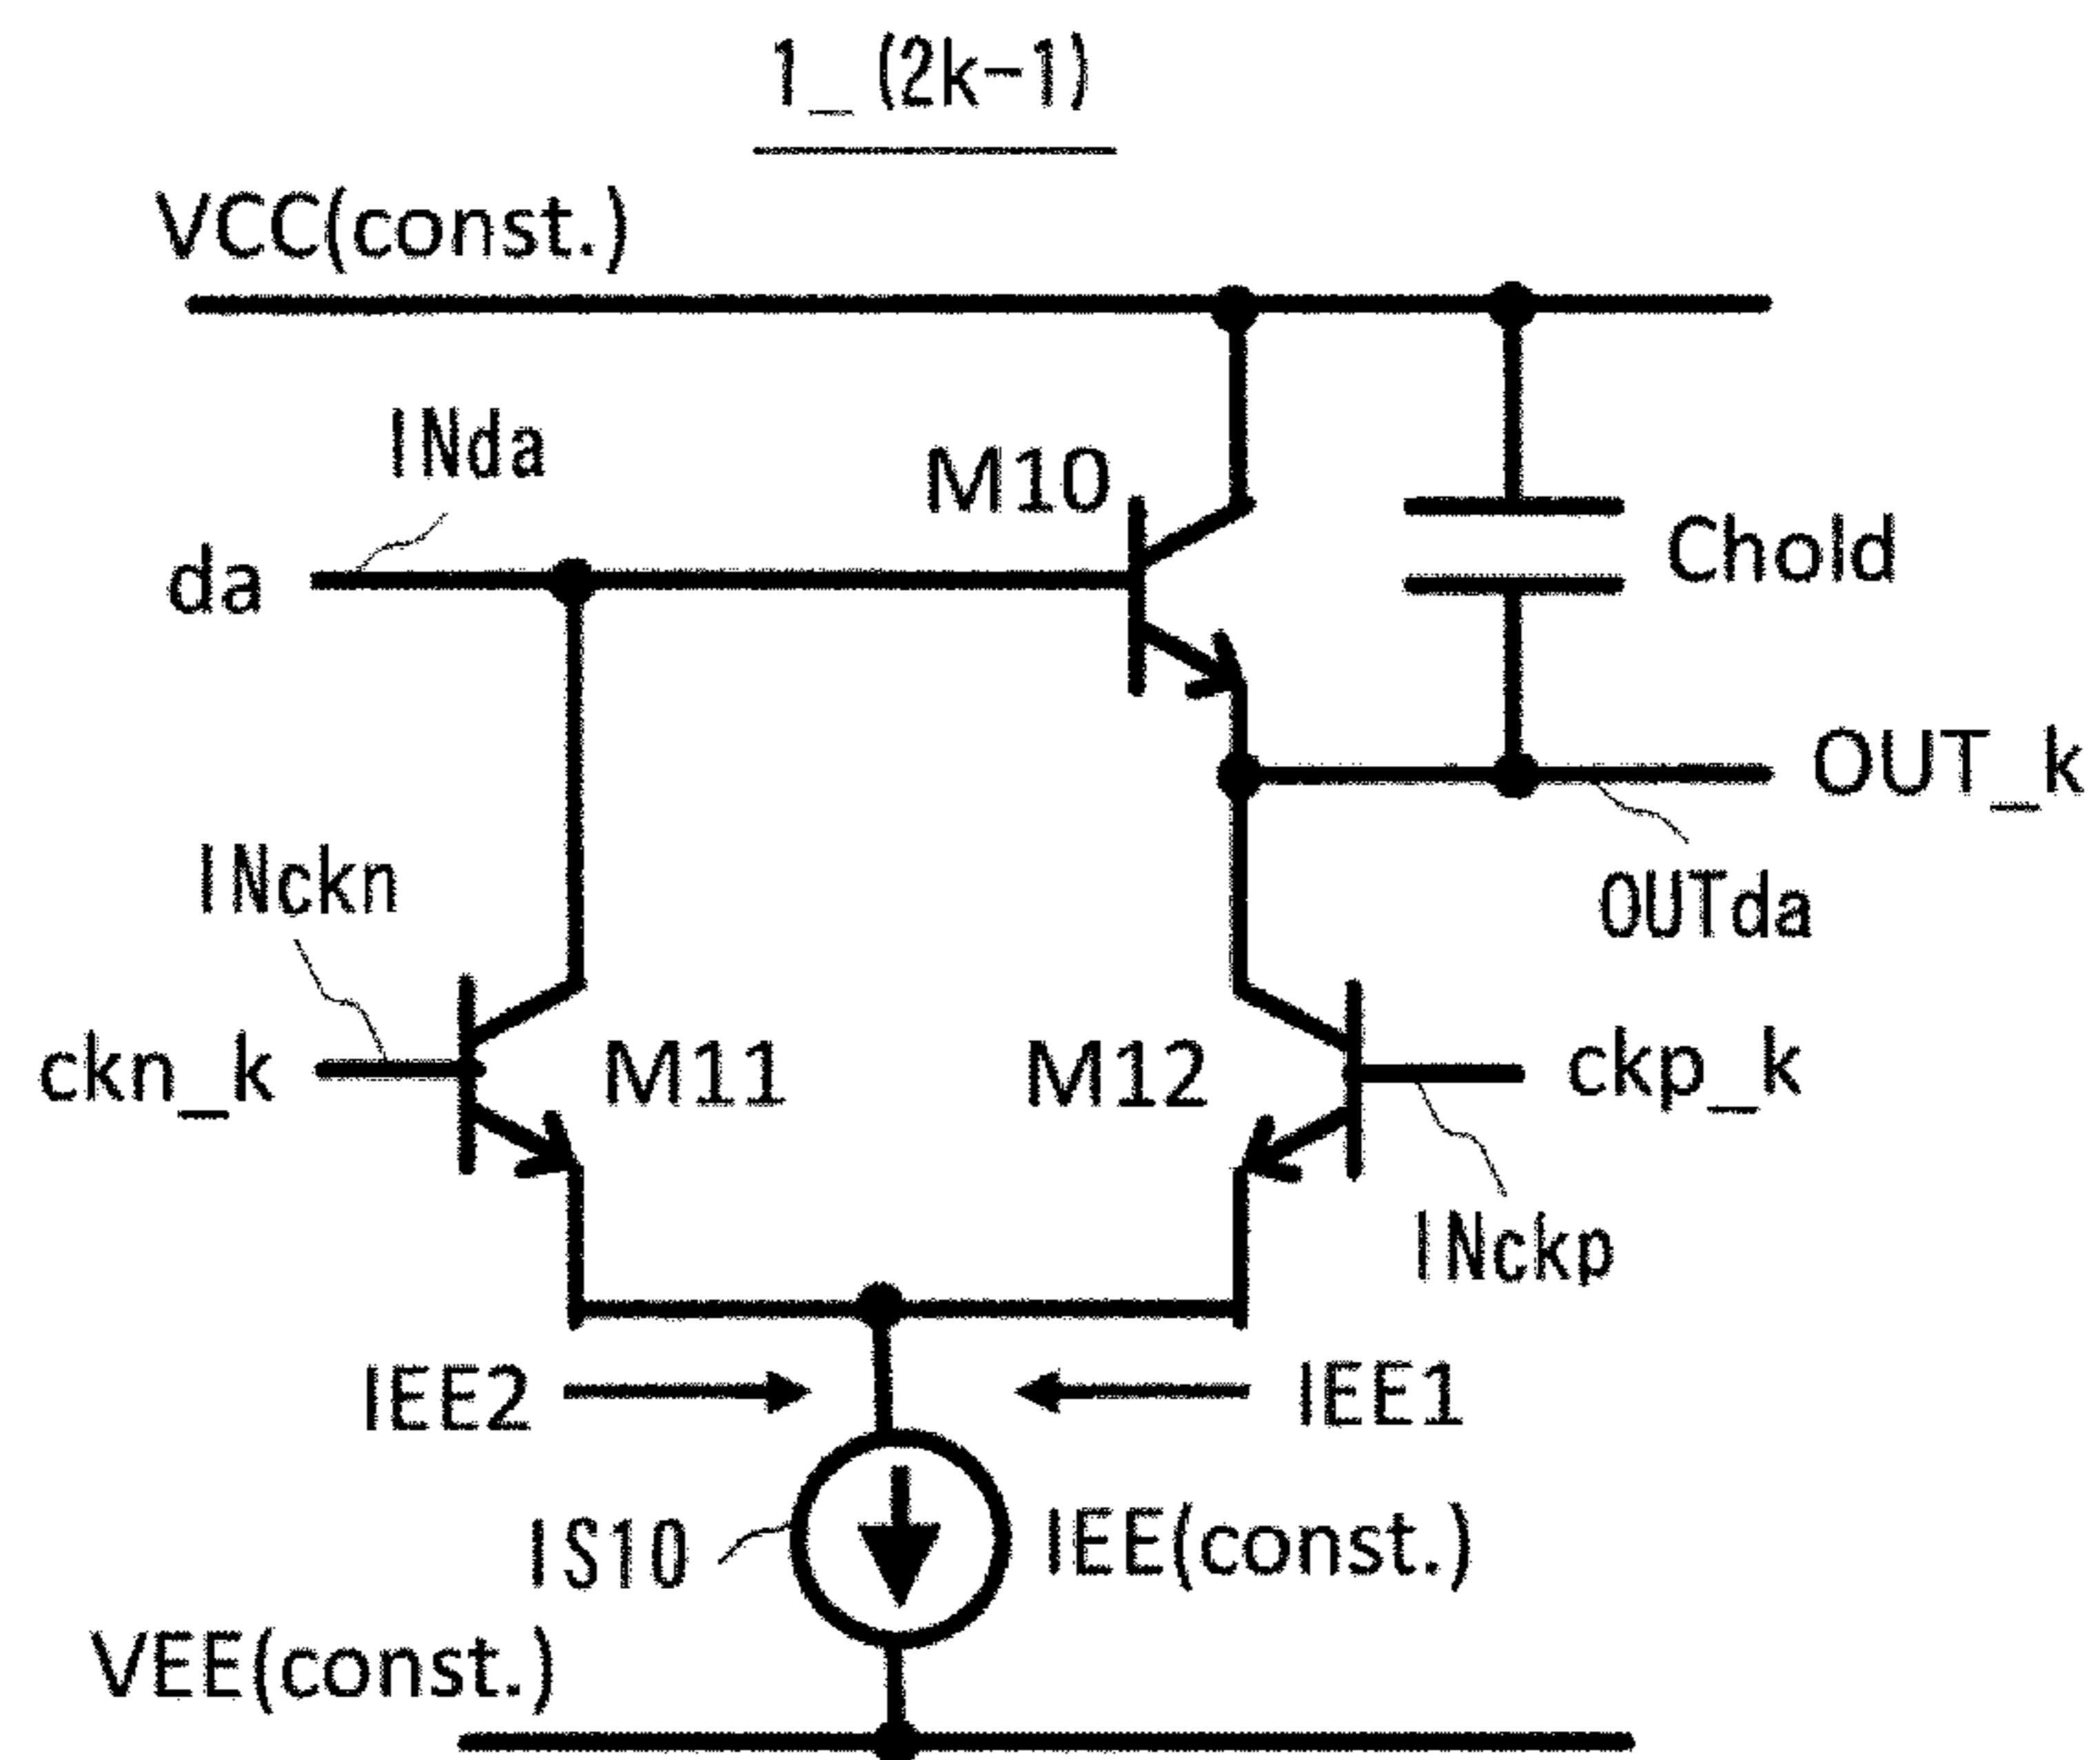 1_(2k-1)
VCC(const.)
INda
M10
da
Chold
OUT_k
INckn
OUTda
ckn_k
M11
M12
ckp_k
INckp
IEE2
IEE1
IS10
IEE(const.)
VEE(const.)